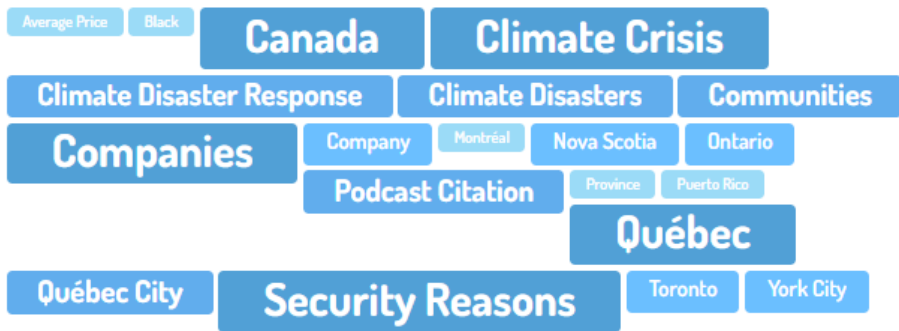 Average Price Black Canada Climate Crisis
Climate Disaster Response Climate Disasters Communities
Companies Company Montréal Nova Scotia Ontario
Podcast Citation Province Puerto Rico
Québec
Québec City Security Reasons Toronto York City